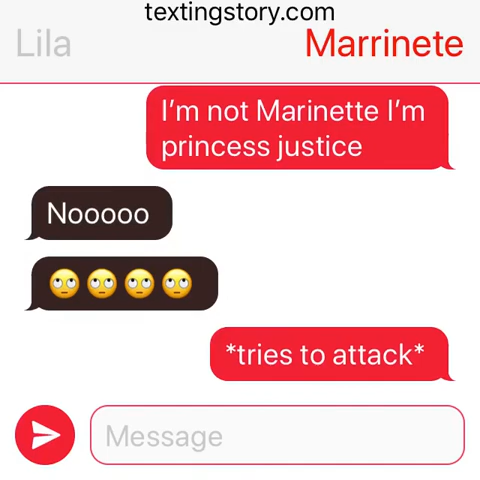 textingstory.com
Lila
Marrinete
I’m not Marinette I’m
princess justice
Nooooo
🙄🙄🙄🙄
*tries to attack*
Message